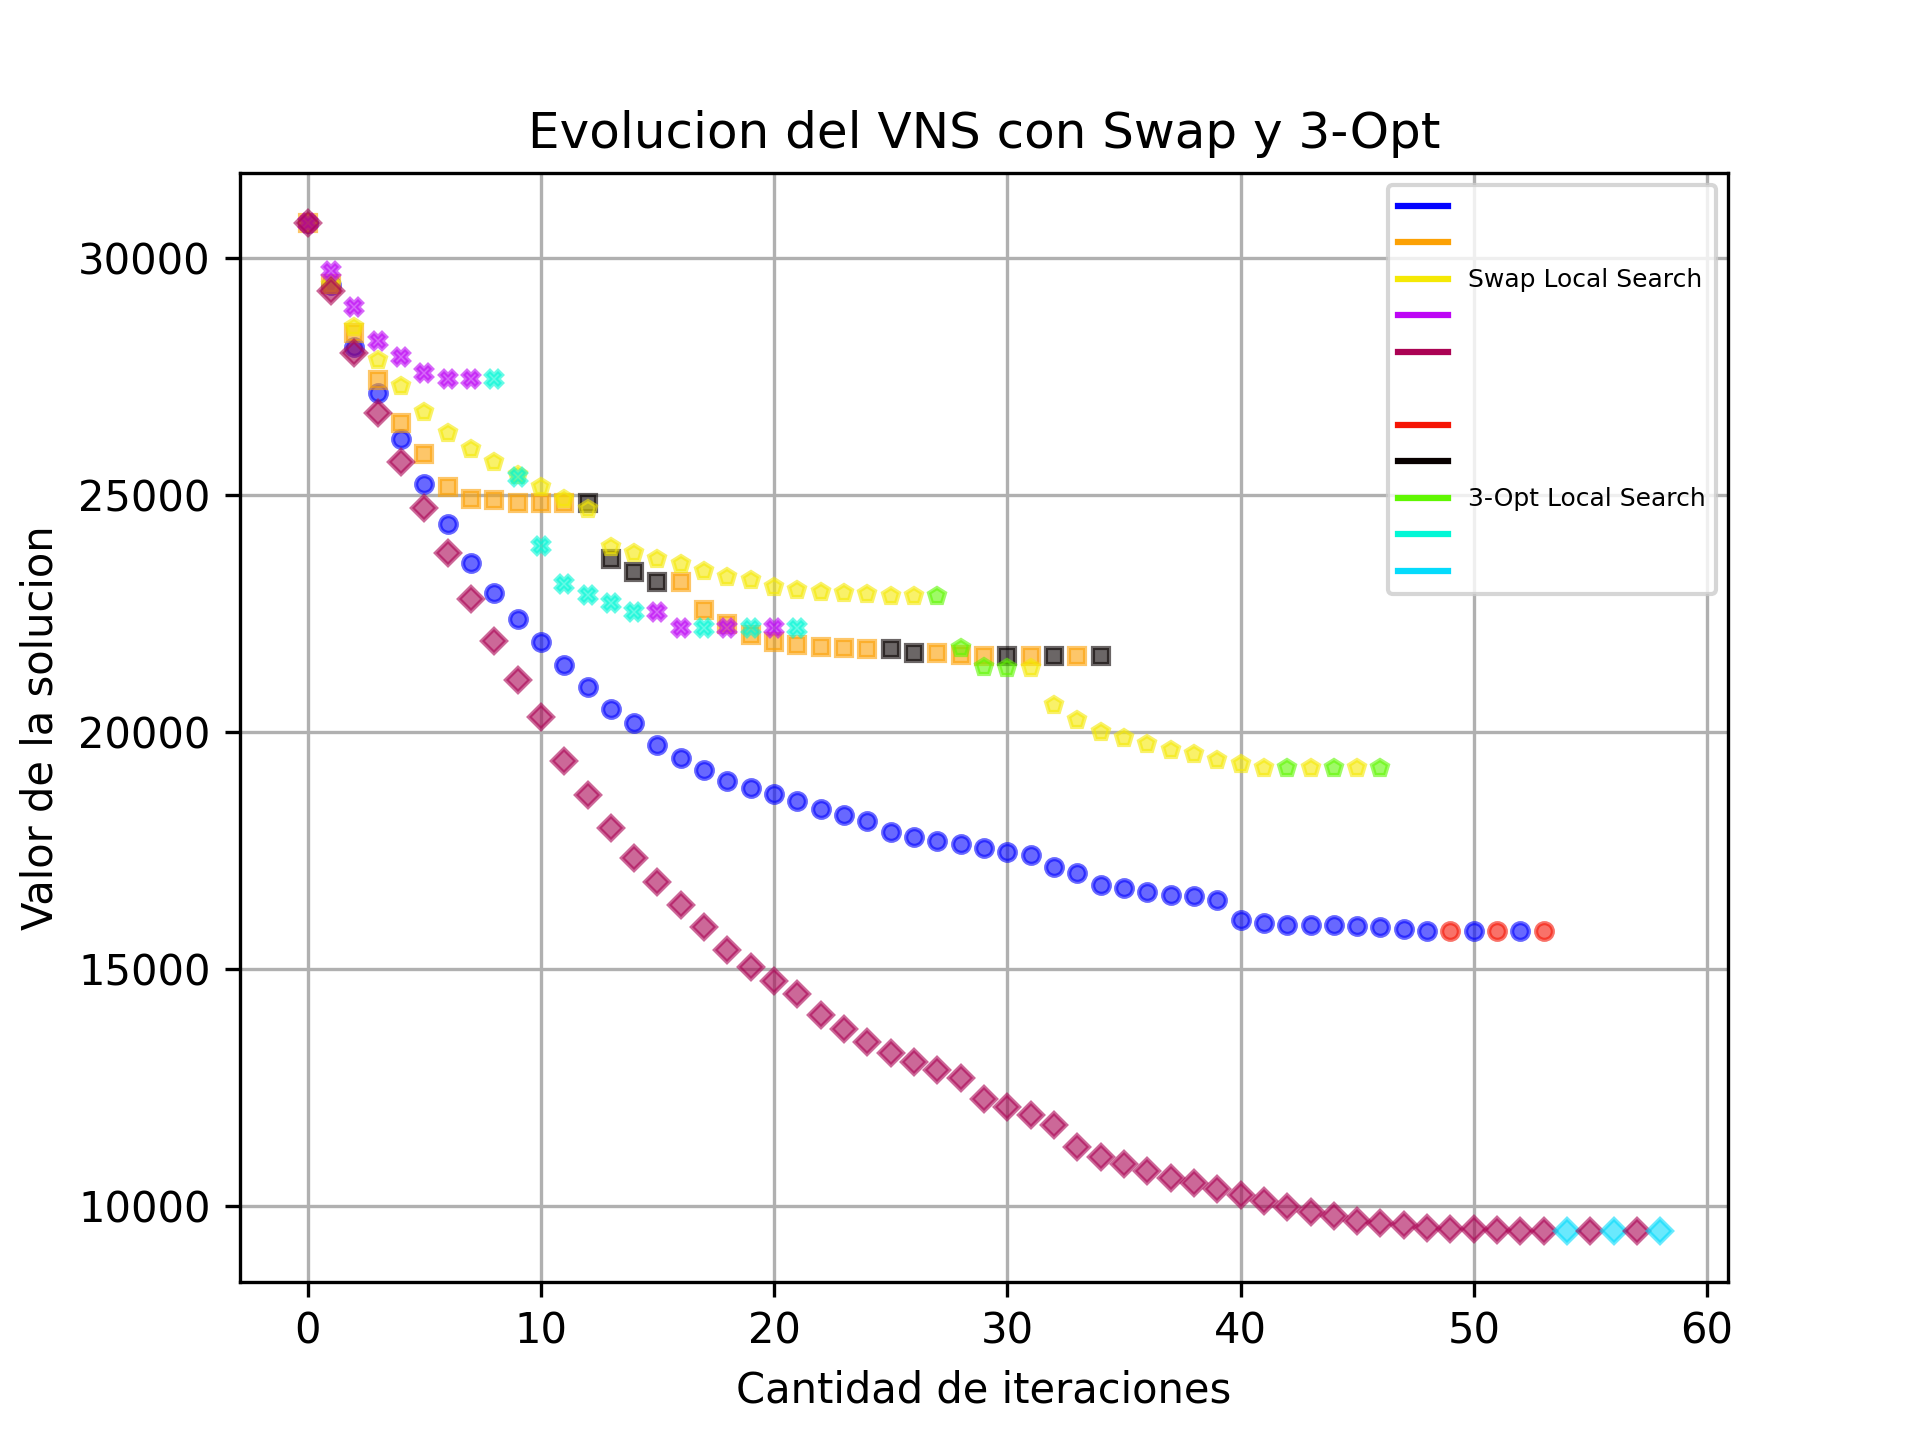 Evolucion del VNS con Swap y 3-Opt
Swap Local Search
3-Opt Local Search
Valor de la solucion
30000
25000
20000
15000
10000
0 10 20 30 40 50 60
Cantidad de iteraciones